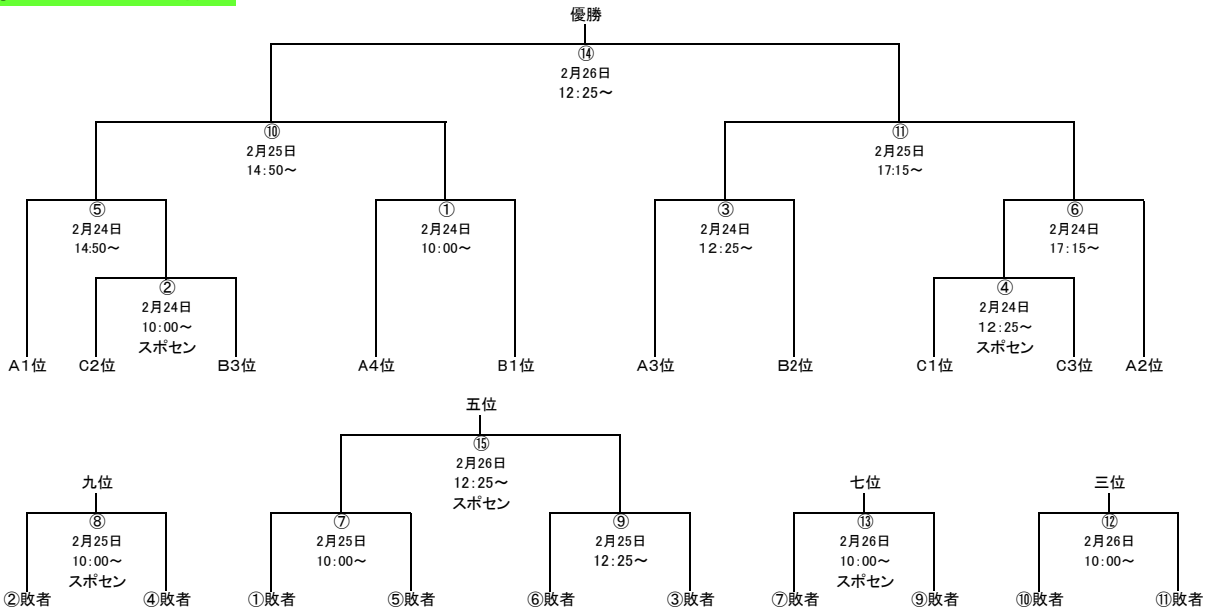 優勝
⑭
2月26日
12:25～
⑩
2月25日
14:50～
⑪
2月25日
17:15～
⑤
2月24日
14:50～
①
2月24日
10:00～
③
2月24日
12:25～
⑥
2月24日
17:15～
②
2月24日
10:00～
スポセン
④
2月24日
12:25～
スポセン
A1位 C2位 B3位 A4位 B1位 A3位 B2位 C1位 C3位 A2位
五位
⑮
2月26日
12:25～
スポセン
九位
⑧
2月25日
10:00～
スポセン
⑦
2月25日
10:00～
⑨
2月25日
12:25～
七位
⑬
2月26日
10:00～
スポセン
三位
⑫
2月26日
10:00～
②敗者 ④敗者 ①敗者 ⑤敗者 ⑥敗者 ③敗者 ⑦敗者 ⑨敗者 ⑩敗者 ⑪敗者